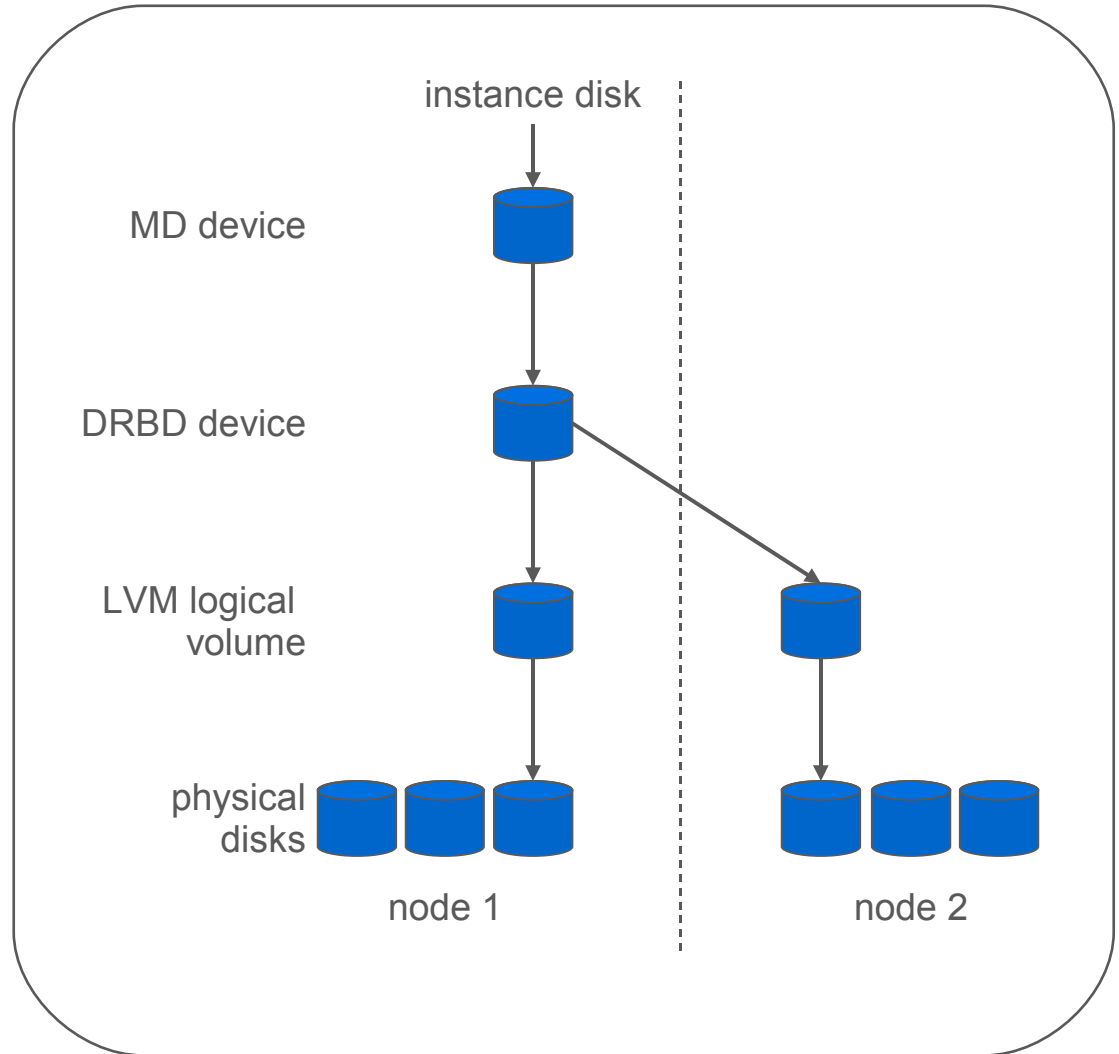 instance disk
MD device
DRBD device
LVM logical
volume
physical
disks
node 1
node 2